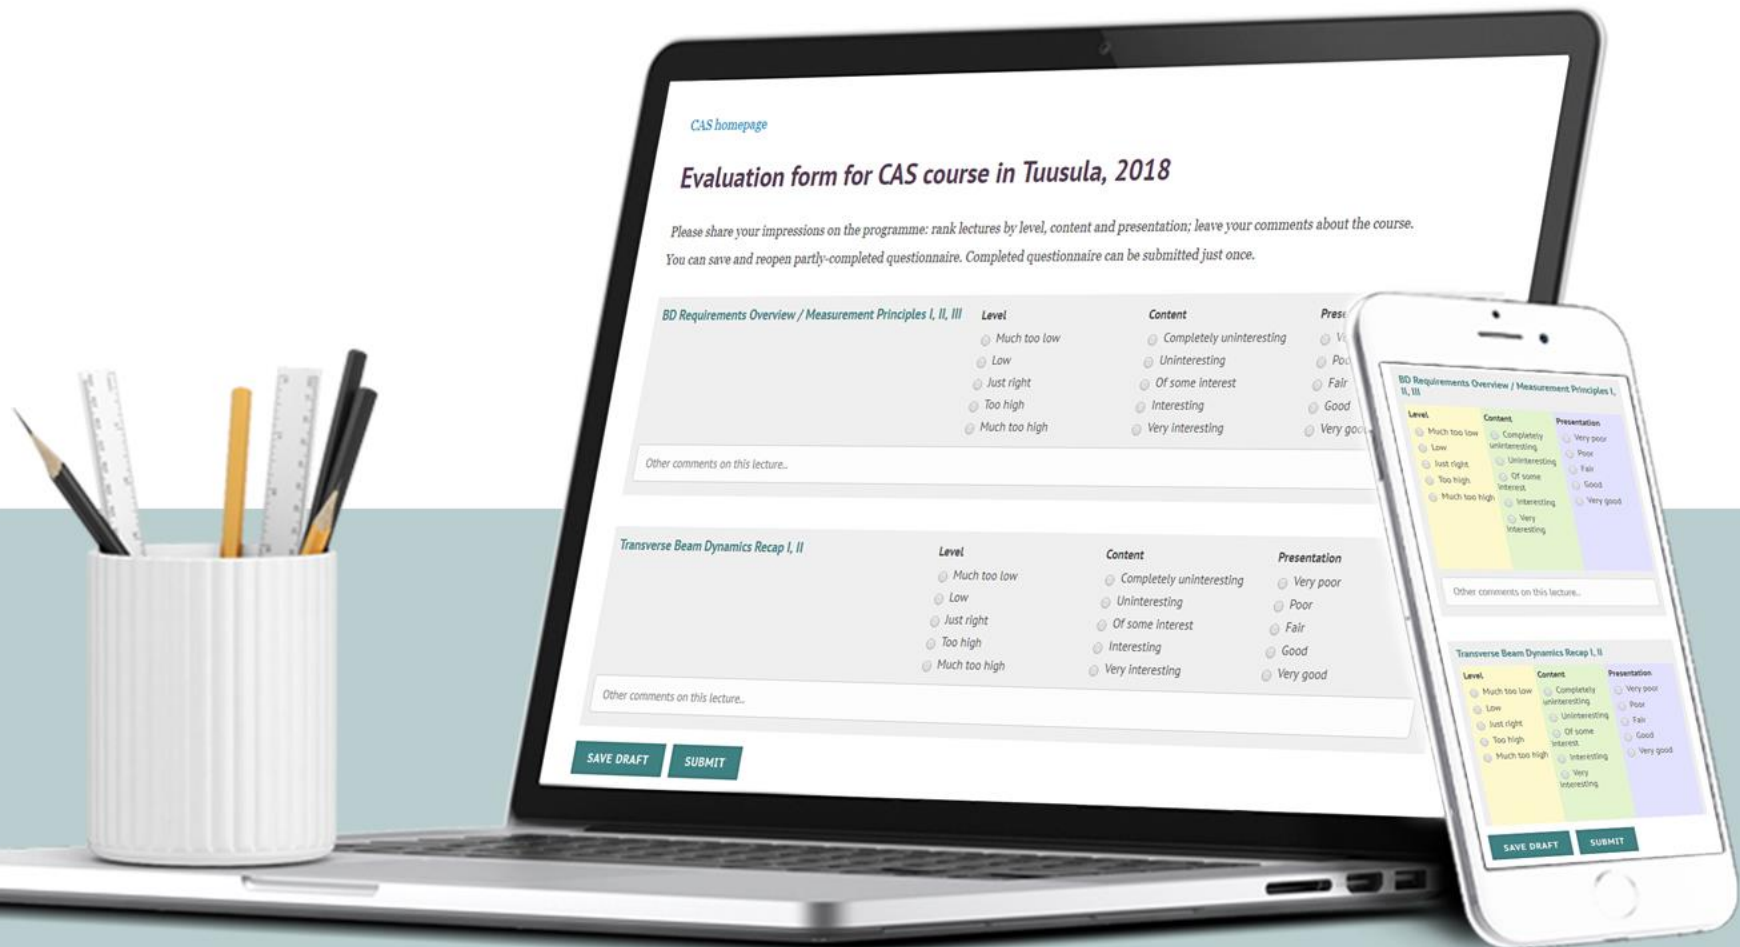 CAS homepage
Evaluation form for CAS course in Tuusula, 2018
Please share your impressions on the programme: rank lectures by level, content and presentation; leave your comments about the course.
You can save and reopen partly-completed questionnaire. Completed questionnaire can be submitted just once.
BD Requirements Overview / Measurement Principles I, II, III
Level
Much too low
Low
Just right
Too high
Much too high
Content
Completely uninteresting
Uninteresting
Of some interest
Interesting
Very interesting
Fair
Good
Very
Other comments on this lecture..
Transverse Beam Dynamics Recap I, II
Level
Much too low
Low
Just right
Too high
Much too high
Content
Completely uninteresting
Uninteresting
Of some interest
Interesting
Very interesting
Presentation
Very poor
Poor
Fair
Good
Very good
Other comments on this lecture..
SAVE DRAFT
SUBMIT
BD Requirements Overview / Measurement Principles I,
II, III
Level
Much too low
Low
Just right
Too high
Much too high
Content
Completely
uninteresting
Uninteresting
Of some
interest
Interesting
Very
interesting
Presentation
Very poor
Poor
Fair
Good
Very good
Other comments on this lecture..
Transverse Beam Dynamics Recap I, II
Level
Much too low
Low
Just right
Too high
Much too high
Content
Completely
uninteresting
Uninteresting
Of some
interest
Interesting
Very
interesting
Presentation
Very poor
Poor
Fair
Good
Very good
SAVE DRAFT
SUBMIT